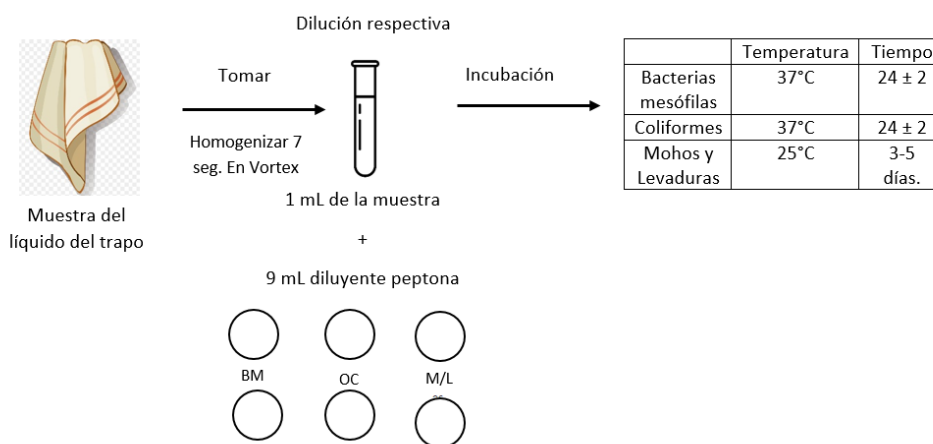 Dilución respectiva
Tomar
Homogenizar 7
seg. En Vortex
Incubación
Muestra del
líquido del trapo
1 mL de la muestra
+
9 mL diluyente peptona
BM
OC
M/L
Temperatura Tiempo
Bacterias mesófilas 37°C 24 ± 2
Coliformes 37°C 24 ± 2
Mohos y Levaduras 25°C 3-5 días.